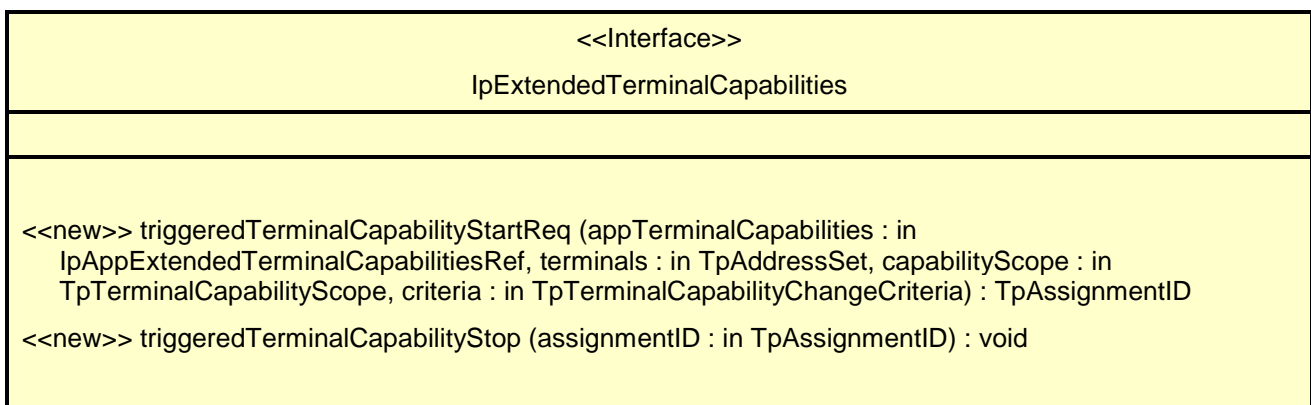 <<Interface>>
IpExtendedTerminalCapabilities
<<new>> triggeredTerminalCapabilityStartReq (appTerminalCapabilities : in
IpAppExtendedTerminalCapabilitiesRef, terminals : in TpAddressSet, capabilityScope : in
TpTerminalCapabilityScope, criteria : in TpTerminalCapabilityChangeCriteria) : TpAssignmentID
<<new>> triggeredTerminalCapabilityStop (assignmentID : in TpAssignmentID) : void